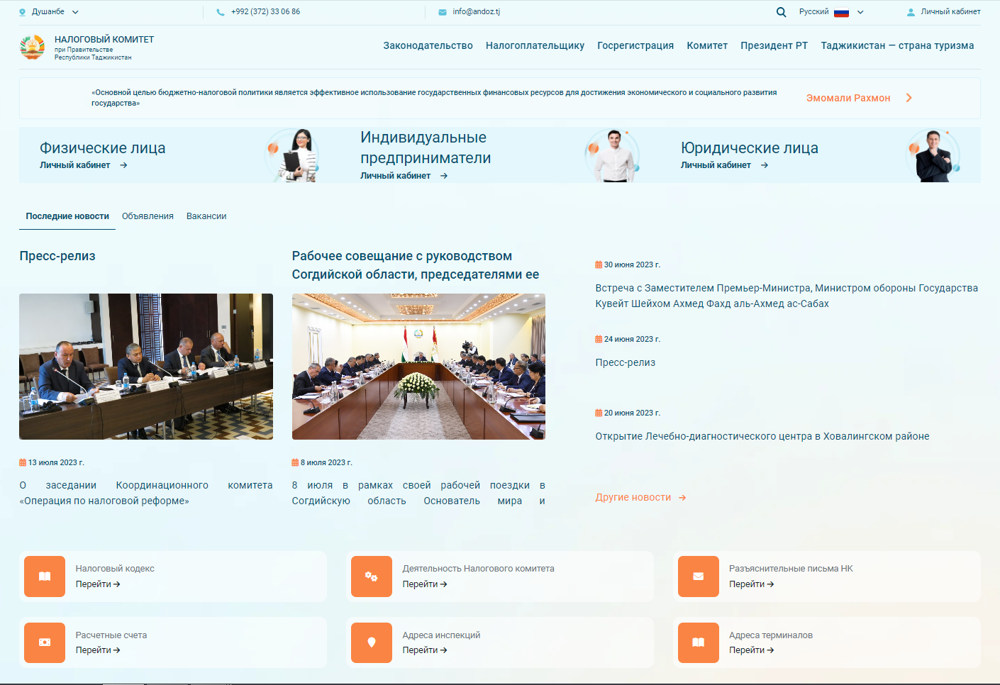 Душанбе
+992 (372) 33 06 86
info@andoz.tj
Русский
Личный кабинет
НАЛОГОВЫЙ КОМИТЕТ
при Правительстве
Республики Таджикистан
Законодательство
Налогоплательщику
Госрегистрация
Комитет
Президент РТ
Таджикистан — страна туризма
«Основной целью бюджетно-налоговой политики является эффективное использование государственных финансовых ресурсов для достижения экономического и социального развития
государства»
Эмомали Рахмон
Физические лица
Личный кабинет
Индивидуальные
предприниматели
Личный кабинет
Юридические лица
Личный кабинет
Последние новости
Объявления
Вакансии
Пресс-релиз
13 июля 2023 г.
О заседании Координационного комитета
«Операция по налоговой реформе»
Рабочее совещание с руководством
Согдийской области, председателями ее
8 июля 2023 г.
8 июля в рамках своей рабочей поездки в
Согдийскую область Основатель мира и
30 июня 2023 г.
Встреча с Заместителем Премьер-Министра, Министром обороны Государства
Кувейт Шейхом Ахмед Фахд аль-Ахмед ас-Сабах
24 июня 2023 г.
Пресс-релиз
20 июня 2023 г.
Открытие Лечебно-диагностического центра в Ховалингском районе
Другие новости
Налоговый кодекс
Перейти
Деятельность Налогового комитета
Перейти
Разъяснительные письма НК
Перейти
Расчетные счета
Перейти
Адреса инспекций
Перейти
Адреса терминалов
Перейти